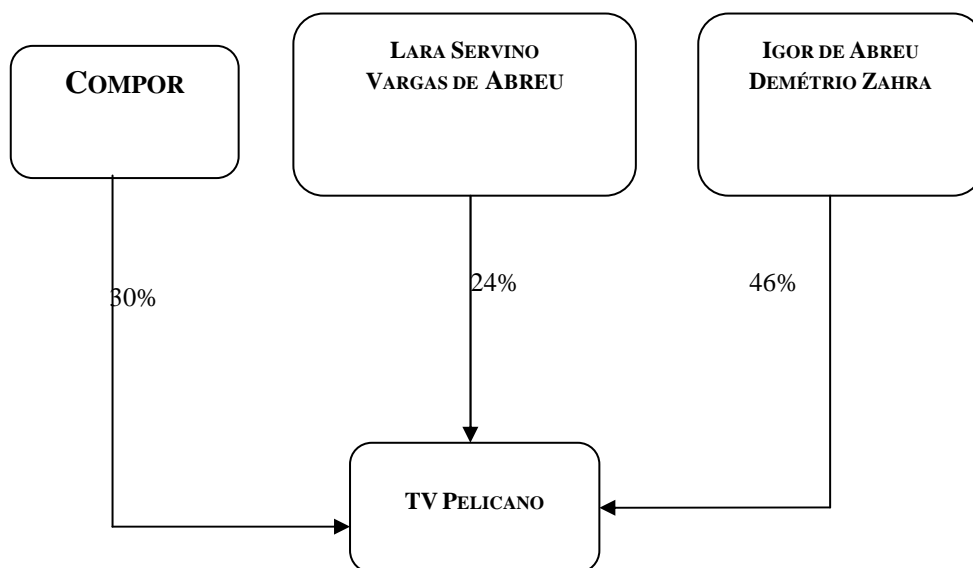 COMPOR
LARA SERVINO
VARGAS DE ABREU
IGOR DE ABREU
DEMÉTRIO ZAHRA
30%
24%
46%
TV PELICANO